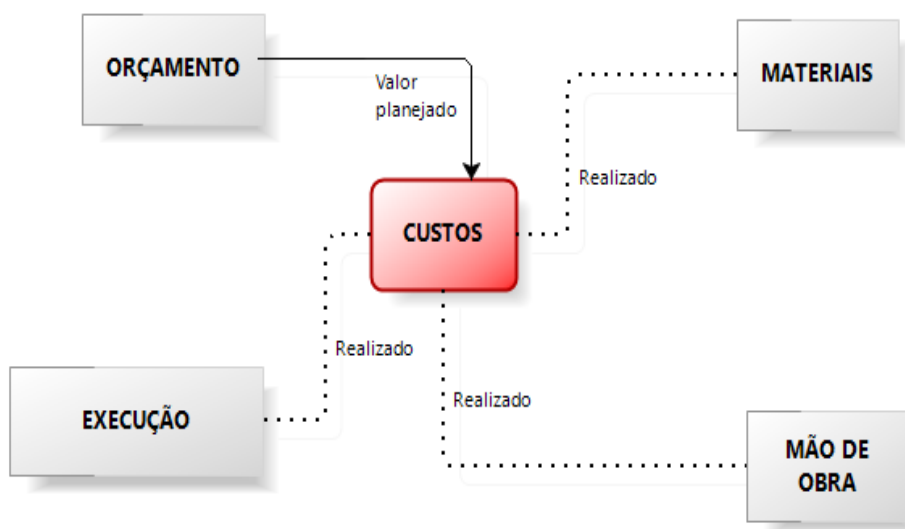 ORÇAMENTO
Valor
planejado
MATERIAIS
Realizado
CUSTOS
Realizado
EXECUÇÃO
Realizado
MÃO DE
OBRA